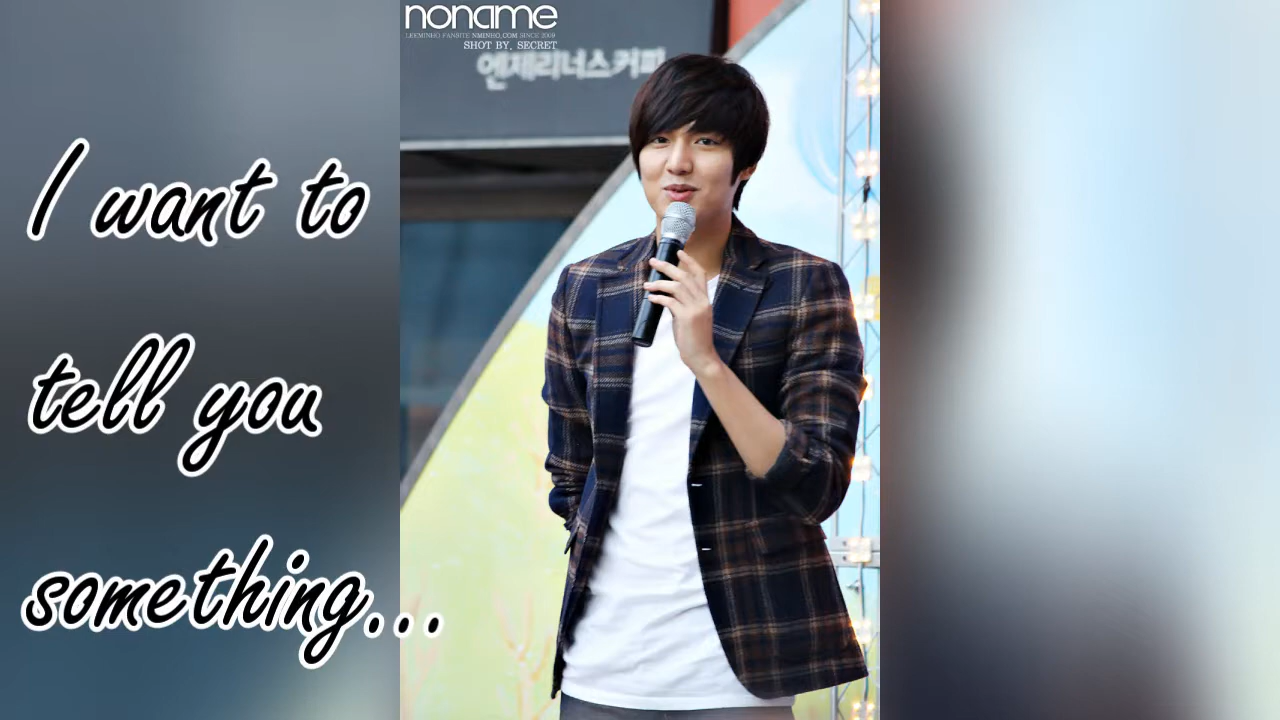 noname
LEEMINHO FANSITE NMINHO.COM SINCE 2009
SHOT BY, SECRET
엔제리너스커피
I want to
tell you
something...